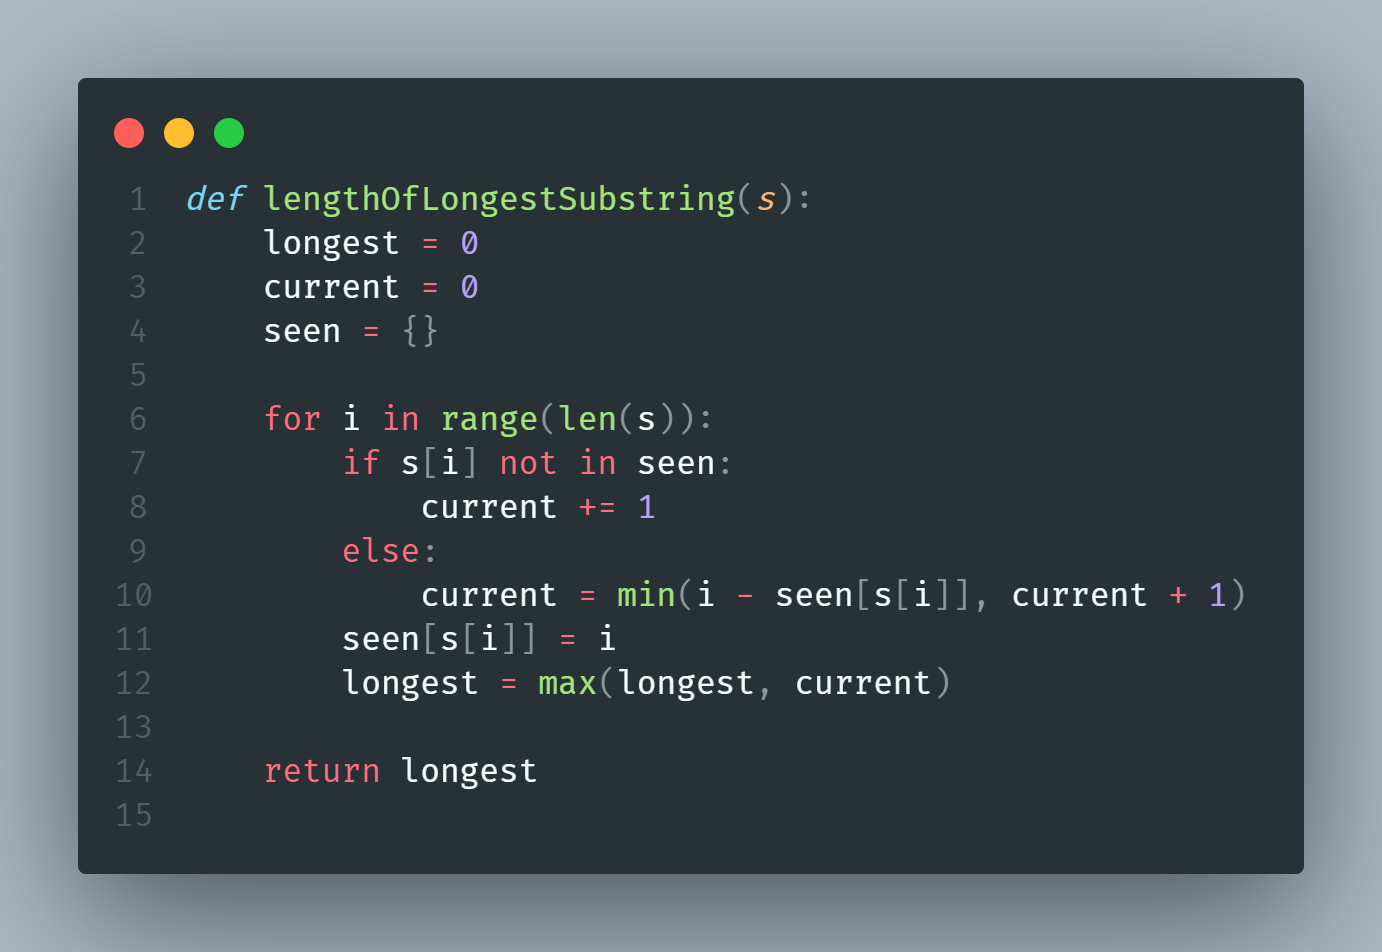 1 def lengthOfLongestSubstring(s):
2     longest = 0
3     current = 0
4     seen = {}
5
6     for i in range(len(s)):
7         if s[i] not in seen:
8             current += 1
9         else:
10             current = min(i - seen[s[i]], current + 1)
11         seen[s[i]] = i
12         longest = max(longest, current)
13
14     return longest
15